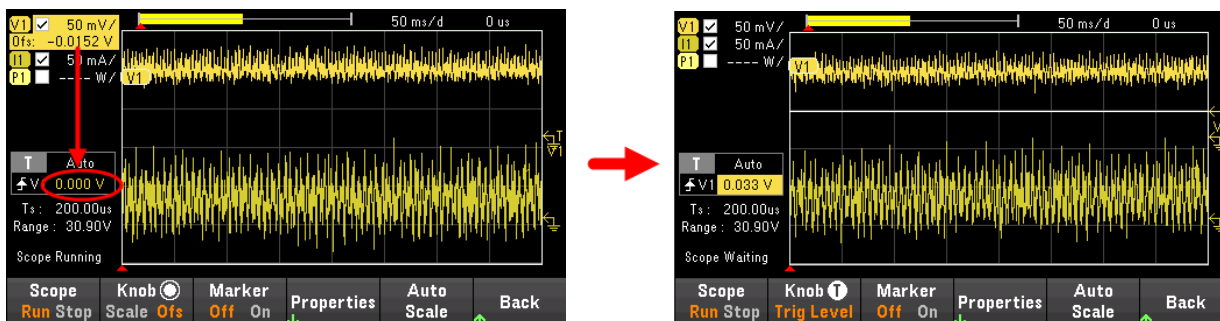 V1 50 mV/ 50 ms/d 0 us
Ofs: -0.0152 V
I1 50 mA/
P1 ---- W/ V1
T
1
T Auto
V 0.000 V
Ts: 200.00us
Range: 30.90V
Scope Running
Scope Knob Marker Properties Auto Back
Run Stop Scale Ofs Off On Scale
V1 50 mV/ 50 ms/d 0 us
I1 50 mA/
P1 ---- W/ V1
T Auto
V1 0.033 V
Ts: 200.00us
Range: 30.90V
Scope Waiting
Scope Knob T Marker Properties Auto Back
Run Stop Trig Level Off On Scale